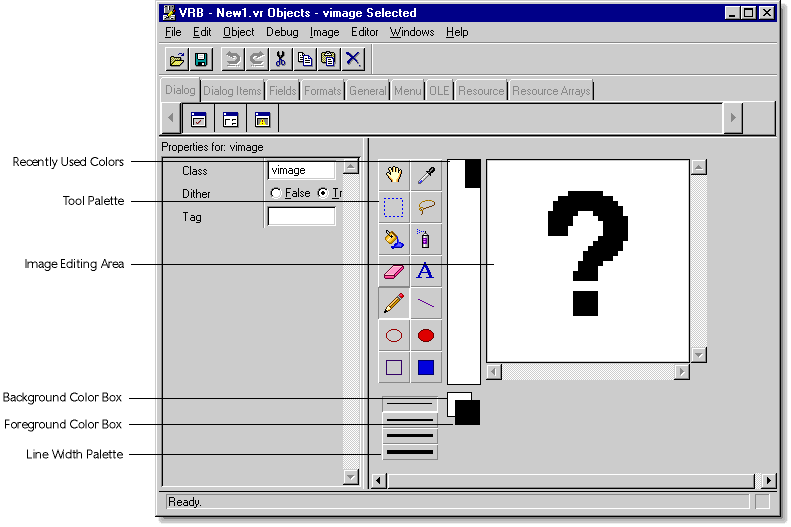 VRB - New1.vr Objects - vimage Selected
File Edit Object Debug Image Editor Windows Help
Dialog Dialog Items Fields Formats General Menu OLE Resource Resource Arrays
Properties for: vimage
Class vimage
Dither False Tr
Tag
A
Recently Used Colors
Tool Palette
Image Editing Area
Background Color Box
Foreground Color Box
Line Width Palette
?
Ready.